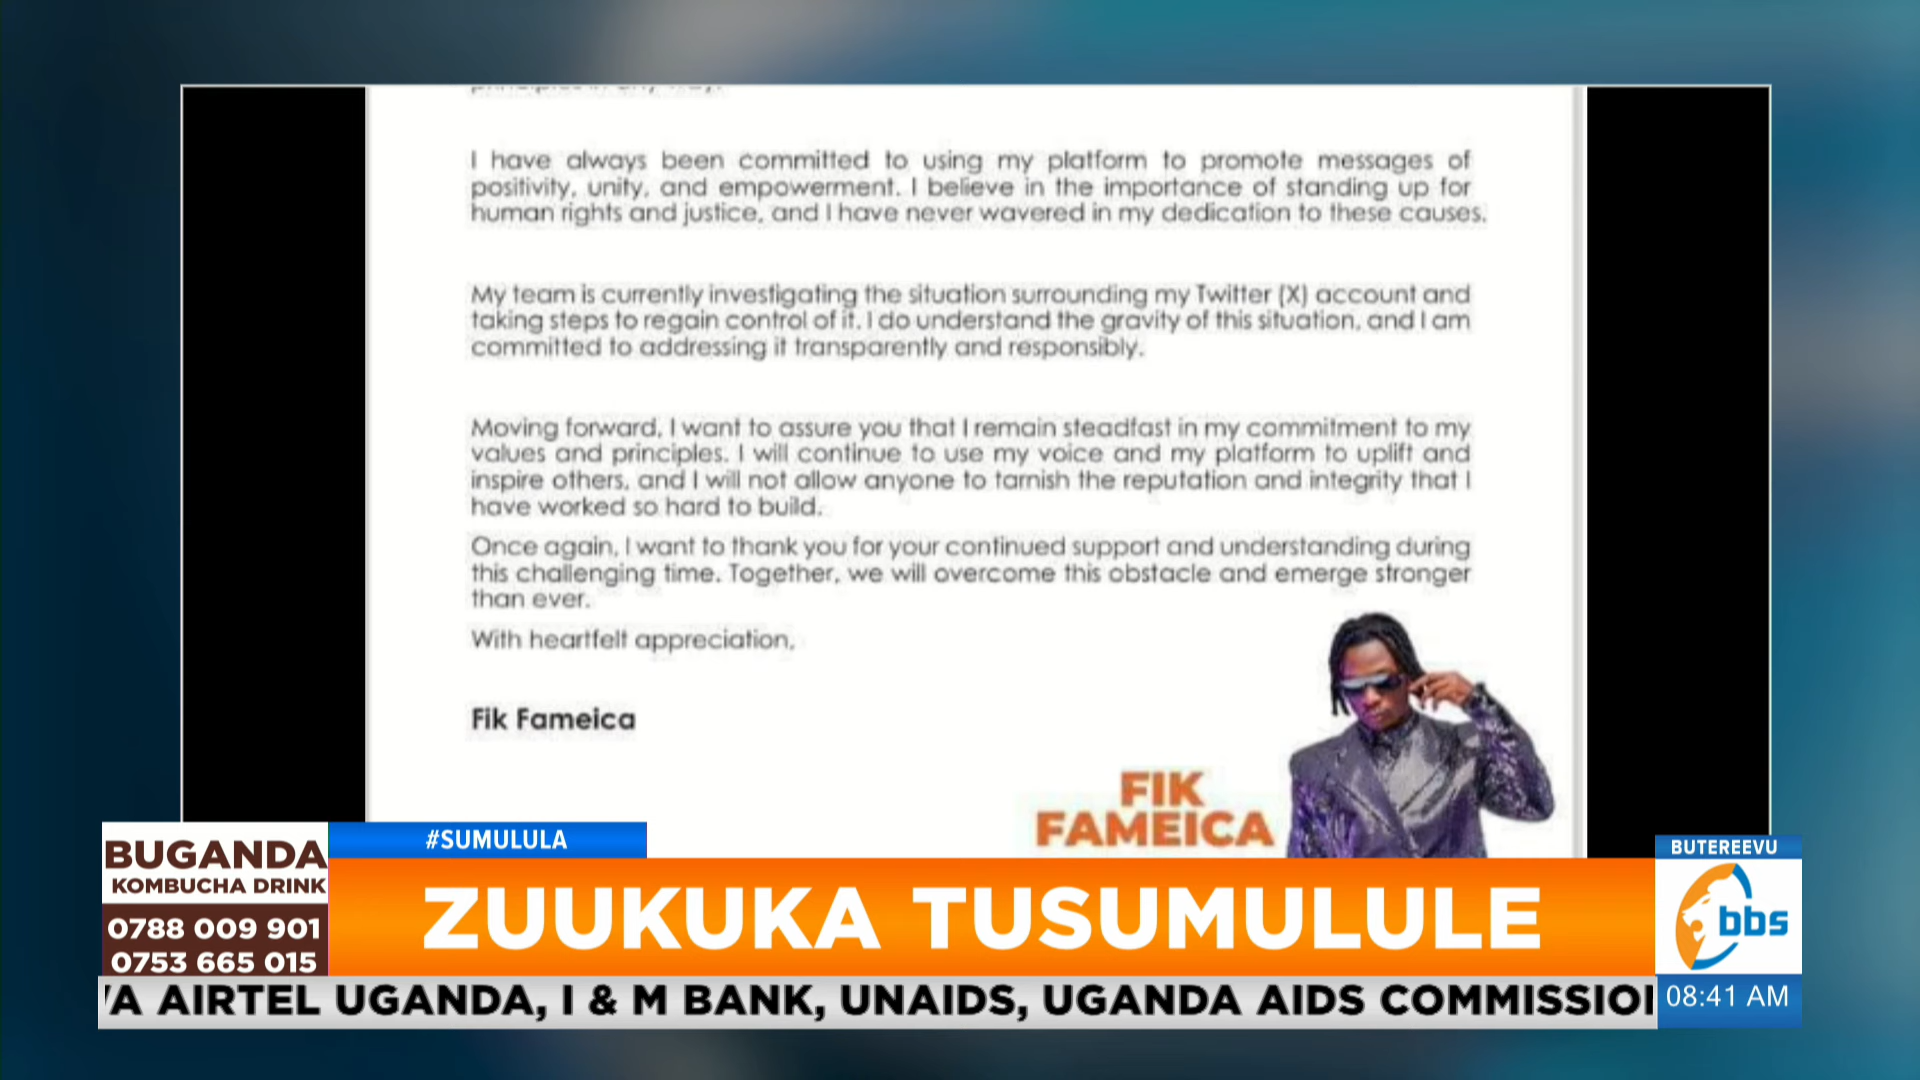 I have always been committed to using my platform to promote messages of
positivity, unity, and empowerment. I believe in the importance of standing up for
human rights and justice, and I have never wavered in my dedication to these causes.
My team is currently investigating the situation surrounding my Twitter (X) account and
taking steps to regain control of it. I do understand the gravity of this situation, and I am
committed to addressing it transparently and responsibly.
Moving forward, I want to assure you that I remain steadfast in my commitment to my
values and principles. I will continue to use my voice and my platform to uplift and
inspire others, and I will not allow anyone to tarnish the reputation and integrity that I
have worked so hard to build.
Once again, I want to thank you for your continued support and understanding during
this challenging time. Together, we will overcome this obstacle and emerge stronger
than ever.
With heartfelt appreciation,
Fik Fameica
FIK
FAMEICA
BUGANDA
KOMBUCHA DRINK
0788 009 901
0753 665 015
#SUMULULA
ZUUKUKA TUSUMULULE
BUTEREEVU
bbs
08:41 AM
AIRTEL UGANDA, I & M BANK, UNAIDS, UGANDA AIDS